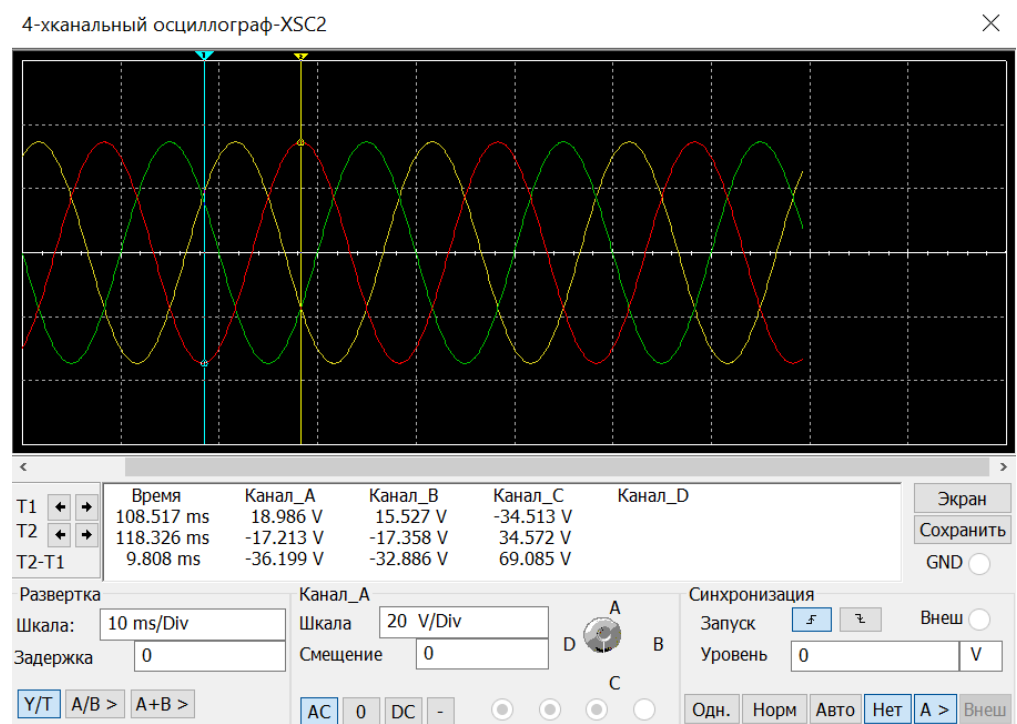 4-хканальный осциллограф-XSC2
1
2
Время Канал_A Канал_B Канал_C Канал_D
T1 108.517 ms 18.986 V 15.527 V -34.513 V
T2 118.326 ms -17.213 V -17.358 V 34.572 V
T2-T1 9.808 ms -36.199 V -32.886 V 69.085 V
Экран
Сохранить
GND
Развертка
Шкала: 10 ms/Div
Задержка 0
Y/T A/B > A+B >
Канал_A
Шкала 20 V/Div
Смещение 0
AC 0 DC -
A
D B
C
Синхронизация
Запуск Внеш
Уровень 0 V
Одн. Норм Авто Нет A > Внеш